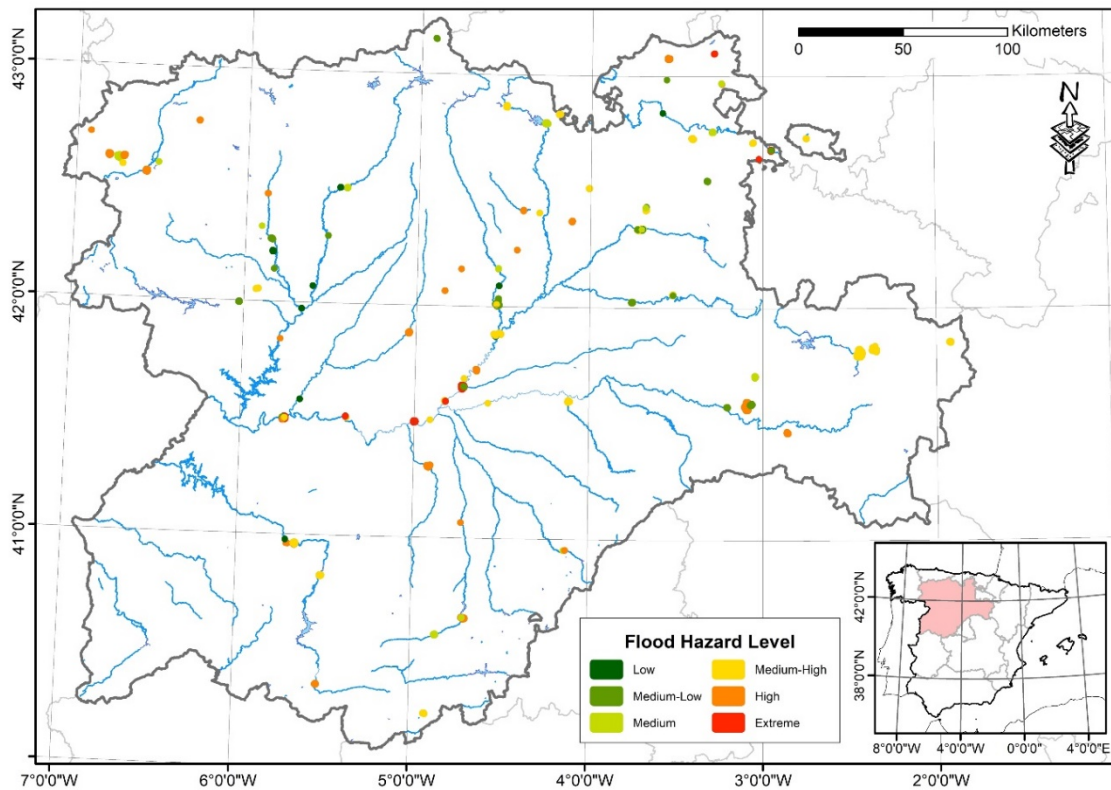 Kilometers
0 50 100
N
43°0'0"N
42°0'0"N
41°0'0"N
7°0'0"W 6°0'0"W 5°0'0"W 4°0'0"W 3°0'0"W 2°0'0"W
Flood Hazard Level
Low Medium-High
Medium-Low High
Medium Extreme
42°0'0"N
38°0'0"N
8°0'0"W 4°0'0"W 0°0'0" 4°0'0"E